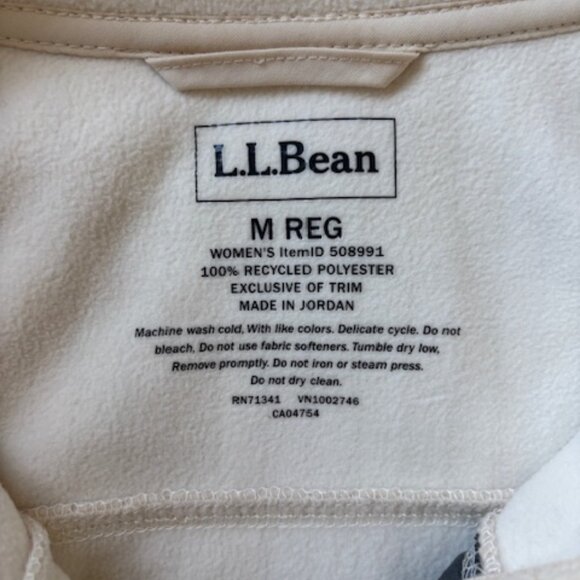 L.L.Bean
M REG
WOMEN'S ItemID 508991
100% RECYCLED POLYESTER
EXCLUSIVE OF TRIM
MADE IN JORDAN
Machine wash cold, With like colors. Delicate cycle. Do not
bleach. Do not use fabric softeners. Tumble dry low,
Remove promptly. Do not iron or steam press.
Do not dry clean.
RN71341 VN1002746
CA04754